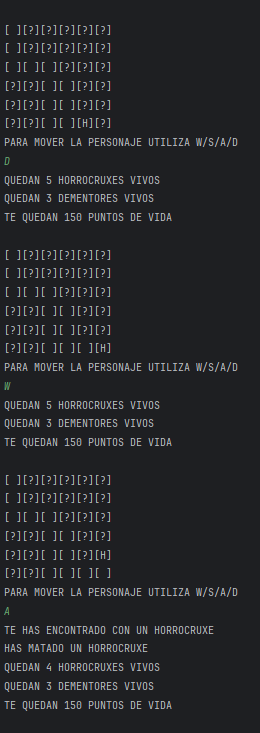 [ ][?][?][?][?][?]
[ ][?][?][?][?][?]
[ ][ ][ ][?][?][?]
[?][?][ ][?][?][?]
[?][?][ ][ ][?][?]
[?][?][ ][ ][H][?]
PARA MOVER LA PERSONAJE UTILIZA W/S/A/D
D
QUEDAN 5 HORROCRUXES VIVOS
QUEDAN 3 DEMENTORES VIVOS
TE QUEDAN 150 PUNTOS DE VIDA
[ ][?][?][?][?][?]
[ ][?][?][?][?][?]
[ ][ ][ ][?][?][?]
[?][?][ ][?][?][?]
[?][?][ ][ ][?][?]
[?][?][ ][ ][ ][H]
PARA MOVER LA PERSONAJE UTILIZA W/S/A/D
W
QUEDAN 5 HORROCRUXES VIVOS
QUEDAN 3 DEMENTORES VIVOS
TE QUEDAN 150 PUNTOS DE VIDA
[ ][?][?][?][?][?]
[ ][?][?][?][?][?]
[ ][ ][ ][?][?][?]
[?][?][ ][?][?][?]
[?][?][ ][ ][?][H]
[?][?][ ][ ][ ][ ]
PARA MOVER LA PERSONAJE UTILIZA W/S/A/D
A
TE HAS ENCONTRADO CON UN HORROCRUXE
HAS MATADO UN HORROCRUXE
QUEDAN 4 HORROCRUXES VIVOS
QUEDAN 3 DEMENTORES VIVOS
TE QUEDAN 150 PUNTOS DE VIDA